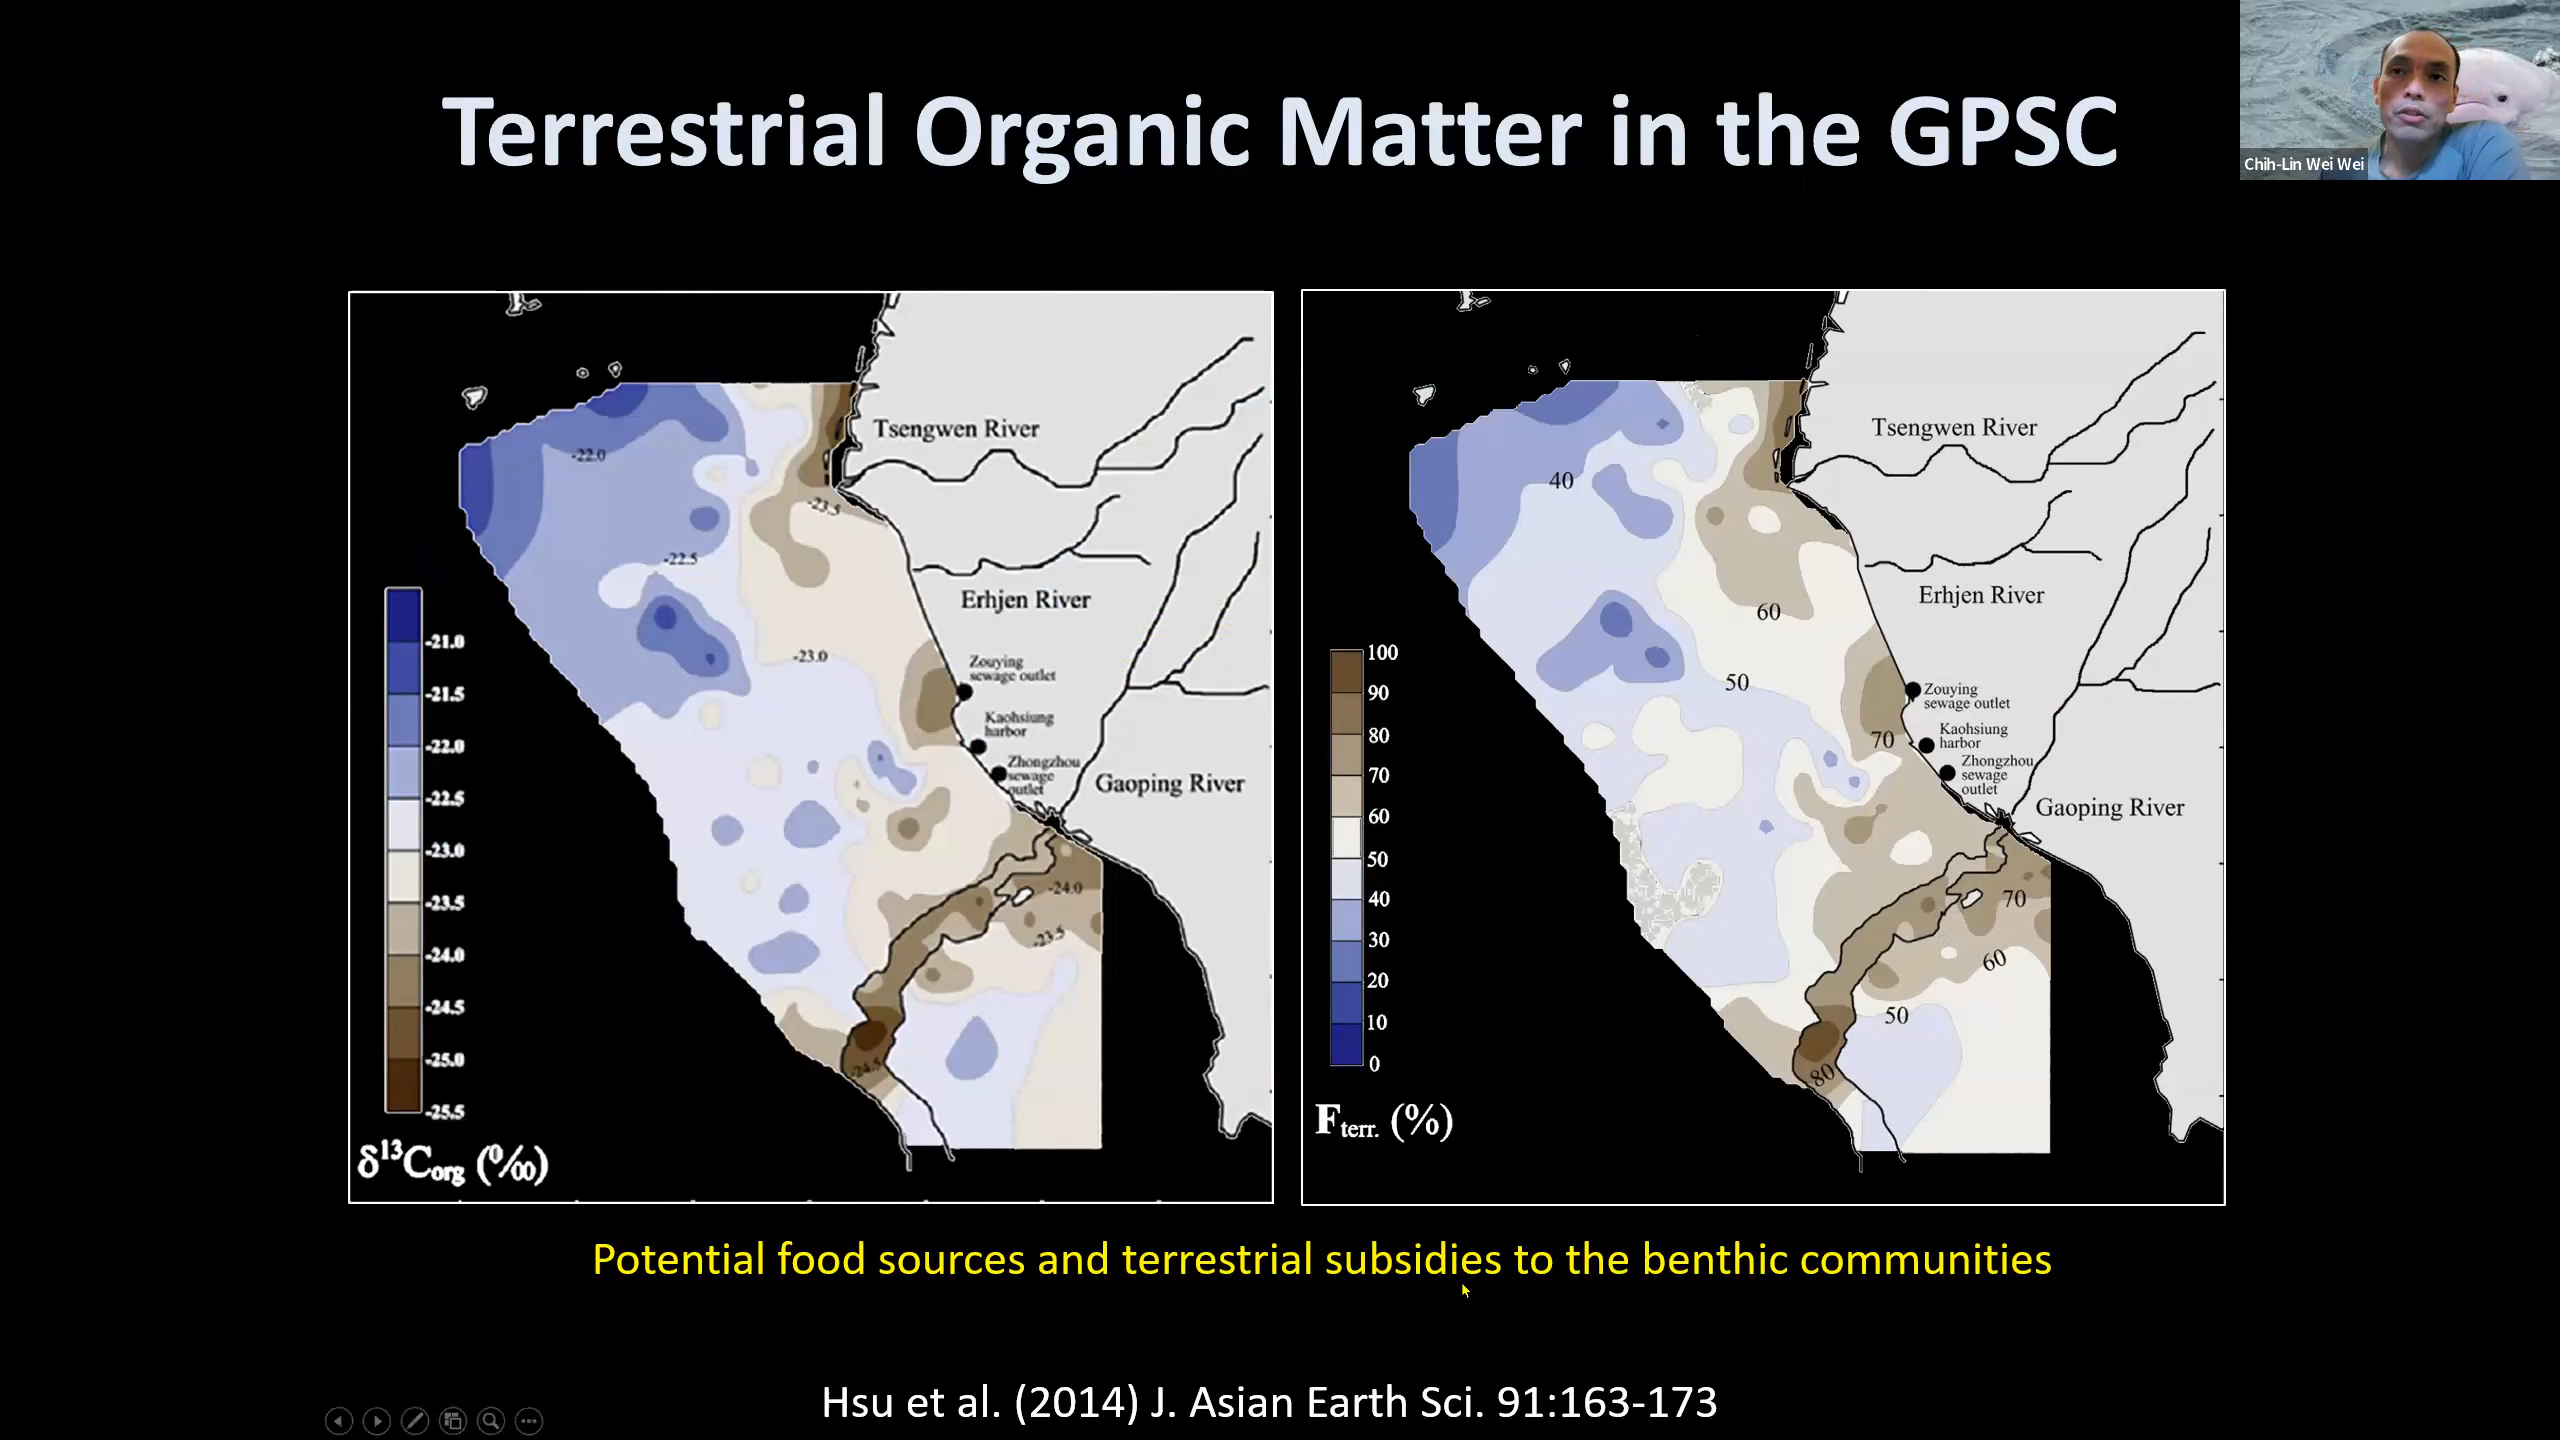 Terrestrial Organic Matter in the GPSC
Chih-Lin Wei Wei
Tsengwen River
-22.0
-23.5
-22.5
Erhjen River
-23.0
Zouying
sewage outlet
Kaohsiung
harbor
Zhongzhou
sewage
outlet
Gaoping River
-24.0
-23.5
-24.5
-21.0
-21.5
-22.0
-22.5
-23.0
-23.5
-24.0
-24.5
-25.0
-25.5
δ¹³Corg (‰)
Tsengwen River
40
Erhjen River
60
50
Zouying
sewage outlet
70
Kaohsiung
harbor
Zhongzhou
sewage
outlet
Gaoping River
70
60
50
80
100
90
80
70
60
50
40
30
20
10
0
Fterr. (%)
Potential food sources and terrestrial subsidies to the benthic communities
Hsu et al. (2014) J. Asian Earth Sci. 91:163-173